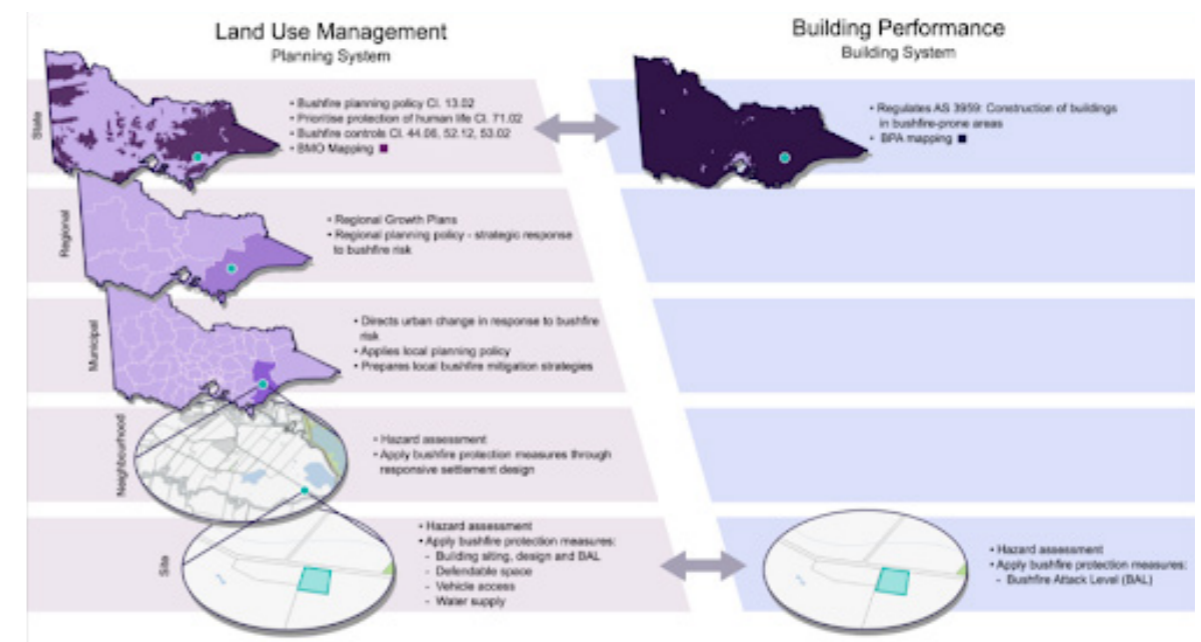 Land Use Management
Planning System
Building Performance
Building System
State
• Bushfire planning policy Cl. 13.02
• Prioritise protection of human life Cl. 71.02
• Bushfire controls Cl. 44.06, 52.12, 53.02
• BMO Mapping
• Regulates AS 3959: Construction of buildings
in bushfire-prone areas
• BPA mapping
Regional
• Regional Growth Plans
• Regional planning policy - strategic response
to bushfire risk
Municipal
• Directs urban change in response to bushfire
risk
• Applies local planning policy
• Prepares local bushfire mitigation strategies
Neighbourhood
• Hazard assessment
• Apply bushfire protection measures through
responsive settlement design
Site
• Hazard assessment
• Apply bushfire protection measures:
- Building siting, design and BAL
- Defendable space
- Vehicle access
- Water supply
• Hazard assessment
• Apply bushfire protection measures:
- Bushfire Attack Level (BAL)